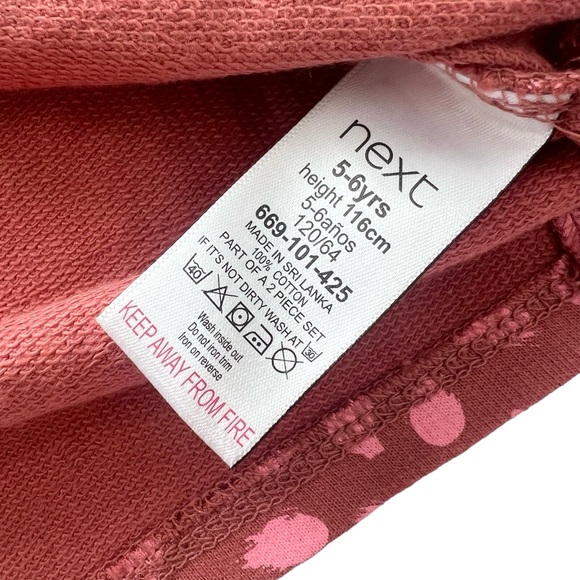 next
5-6yrs
height 116cm
5-6años
120/64
669-101-425
MADE IN SRI LANKA
100% COTTON
PART OF A 2 PIECE SET
IF IT'S NOT DIRTY WASH AT 30
40
Wash inside out
Do not iron trim
Iron on reverse
KEEP AWAY FROM FIRE